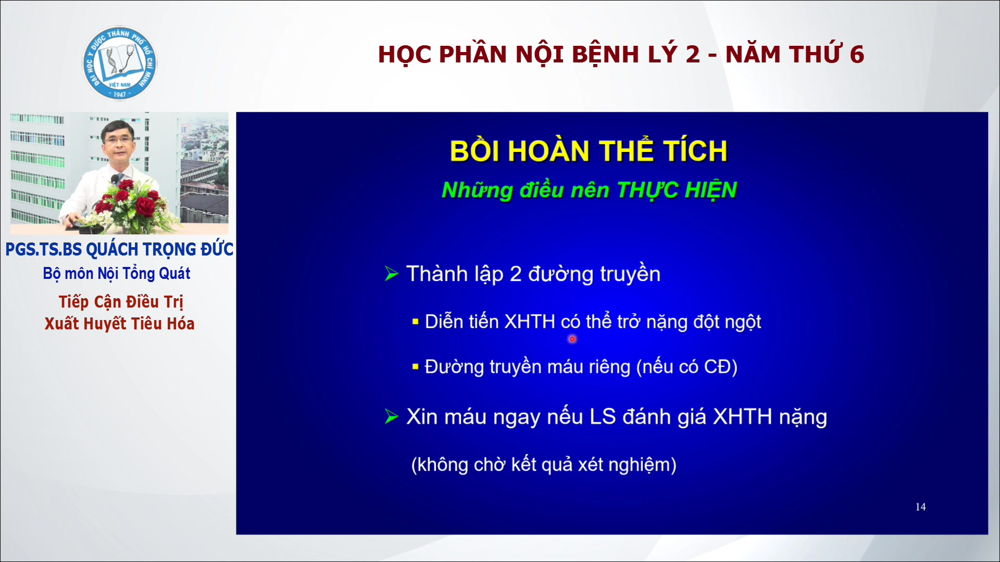 ĐẠI HỌC Y DƯỢC THÀNH PHỐ HỒ CHÍ MINH
VIỆT NAM
1947
HỌC PHẦN NỘI BỆNH LÝ 2 - NĂM THỨ 6
PGS.TS.BS QUÁCH TRỌNG ĐỨC
Bộ môn Nội Tổng Quát
Tiếp Cận Điều Trị
Xuất Huyết Tiêu Hóa
BỒI HOÀN THỂ TÍCH
Những điều nên THỰC HIỆN
Thành lập 2 đường truyền
Diễn tiến XHTH có thể trở nặng đột ngột
Đường truyền máu riêng (nếu có CĐ)
Xin máu ngay nếu LS đánh giá XHTH nặng
(không chờ kết quả xét nghiệm)
14